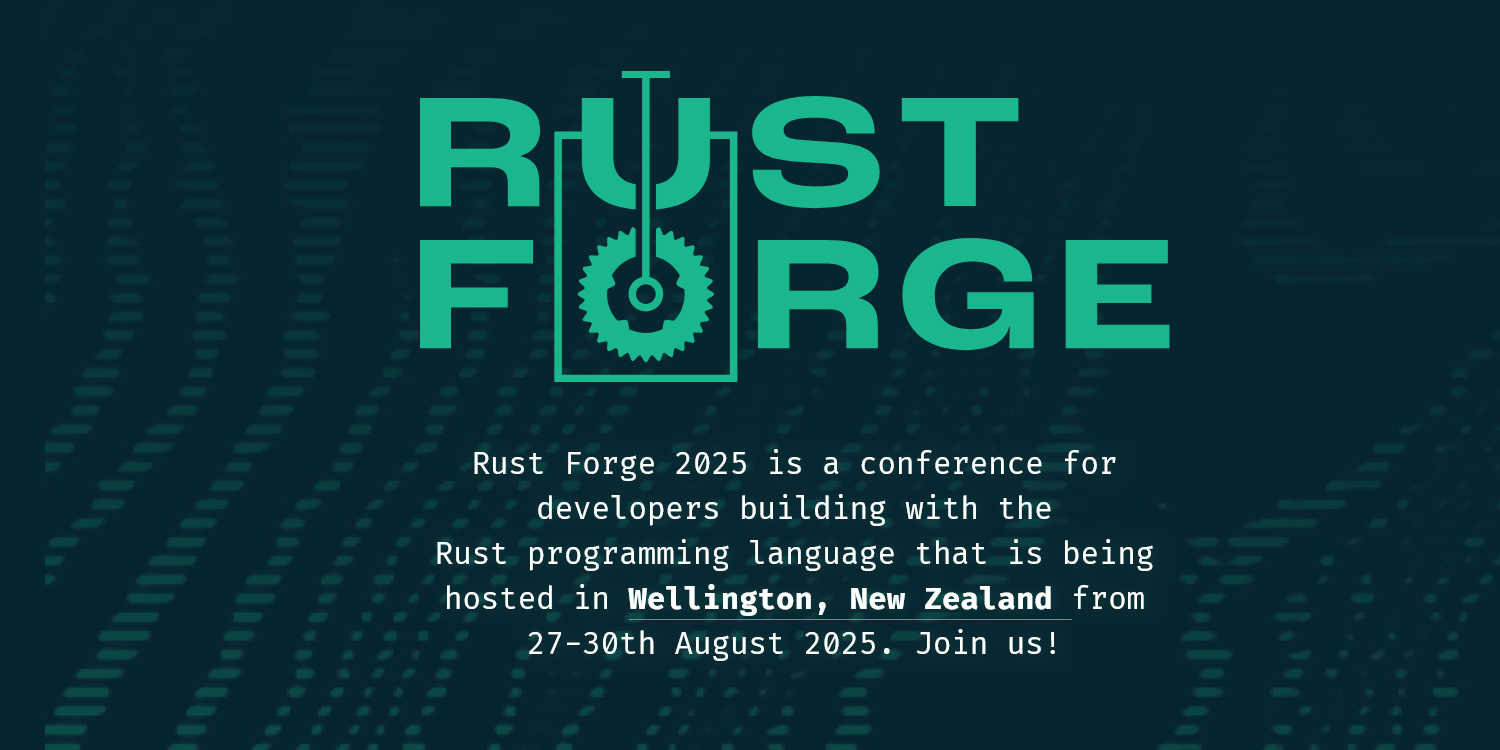 RUST
FORGE
Rust Forge 2025 is a conference for
developers building with the
Rust programming language that is being
hosted in Wellington, New Zealand from
27-30th August 2025. Join us!